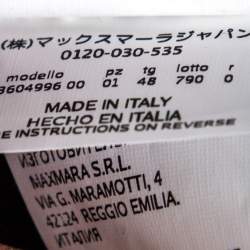 (株)マックスマーラジャパン
0120-030-535
modello pz tg lotto r
3604996 00 01 48 790 0
MADE IN ITALY
HECHO EN ITALIA
INSTRUCTIONS ON REVERSE
ИЗГОТОВИТЕЛ
MAXMARA S.R.L.
VIA G. MARAMOTTI, 4
42124 REGGIO EMILIA.
ИТАЛИЯ